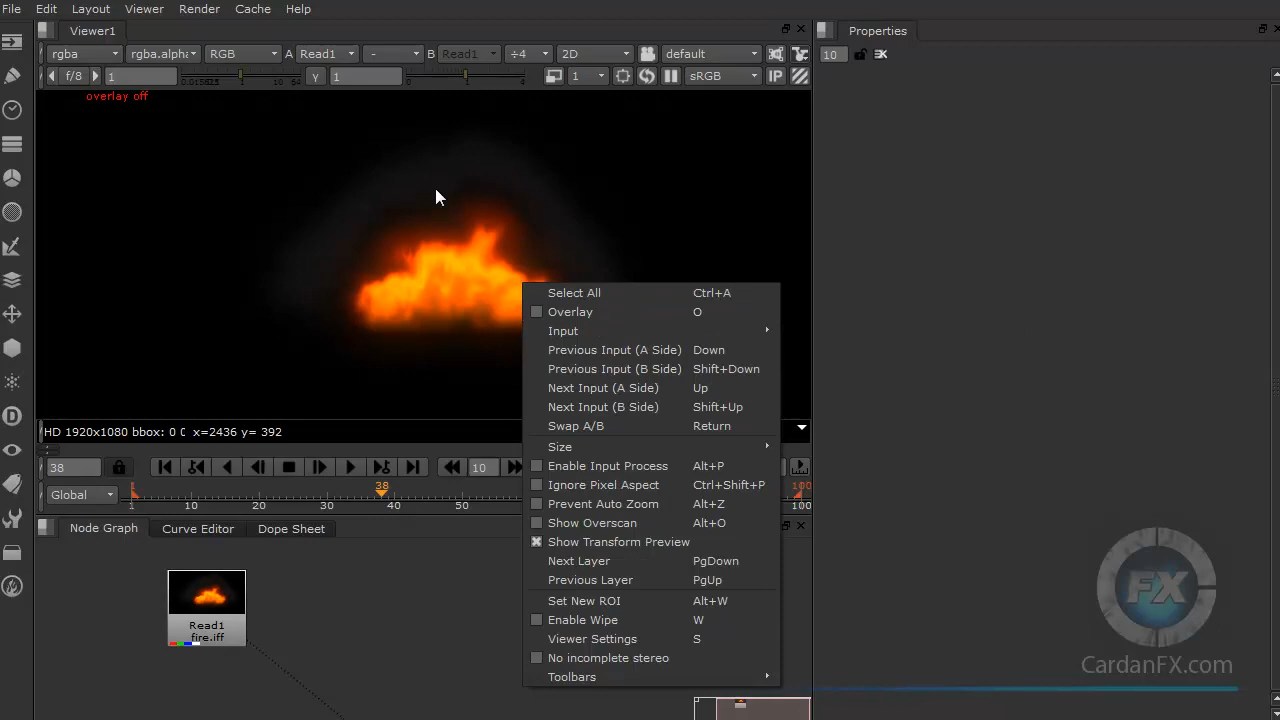 File Edit Layout Viewer Render Cache Help
Viewer1
Properties
rgba rgba.alpha RGB A Read1 - B Read1 ÷4 2D default
10
f/8 1 γ 1 1 sRGB IP
overlay off
Select All Ctrl+A
Overlay O
Input
Previous Input (A Side) Down
Previous Input (B Side) Shift+Down
Next Input (A Side) Up
Next Input (B Side) Shift+Up
Swap A/B Return
Size
Enable Input Process Alt+P
Ignore Pixel Aspect Ctrl+Shift+P
Prevent Auto Zoom Alt+Z
Show Overscan Alt+O
Show Transform Preview
Next Layer PgDown
Previous Layer PgUp
Set New ROI Alt+W
Enable Wipe W
Viewer Settings S
No incomplete stereo
Toolbars
HD 1920x1080 bbox: 0 0 x=2436 y= 392
38 10
Global 1 38 100
1 10 20 30 40 50 100
Node Graph Curve Editor Dope Sheet
Read1
fire.iff
FX
CardanFX.com